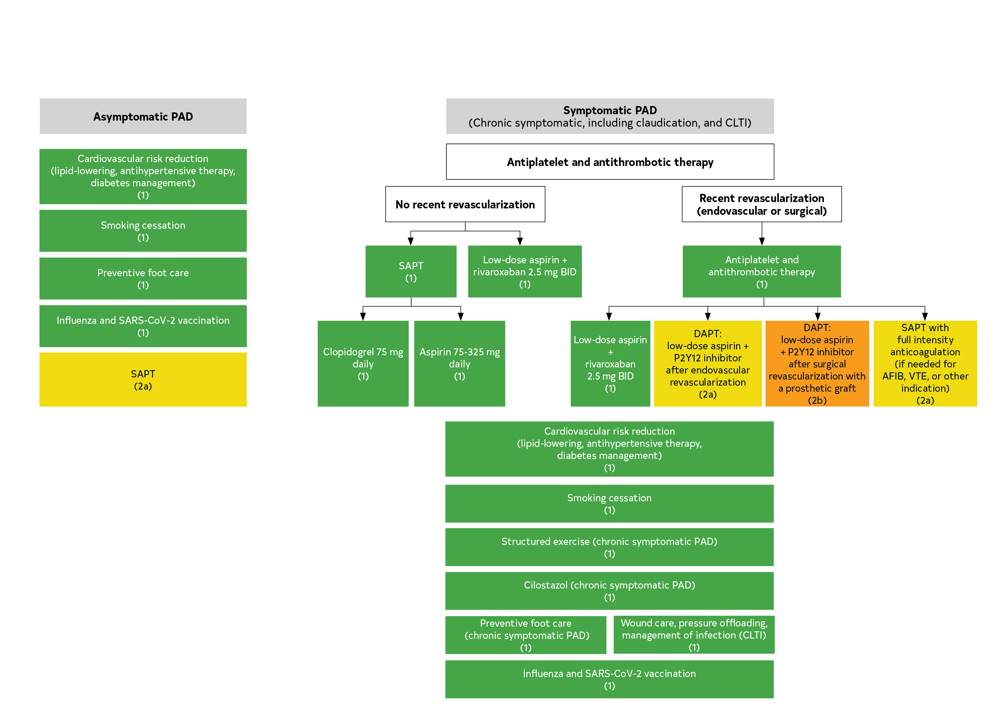 Asymptomatic PAD
Cardiovascular risk reduction
(lipid-lowering, antihypertensive therapy,
diabetes management)
(1)
Smoking cessation
(1)
Preventive foot care
(1)
Influenza and SARS-CoV-2 vaccination
(1)
SAPT
(2a)
Symptomatic PAD
(Chronic symptomatic, including claudication, and CLTI)
Antiplatelet and antithrombotic therapy
No recent revascularization
SAPT
(1)
Low-dose aspirin +
rivaroxaban 2.5 mg BID
(1)
Clopidogrel 75 mg
daily
(1)
Aspirin 75-325 mg
daily
(1)
Recent revascularization
(endovascular or surgical)
Antiplatelet and
antithrombotic therapy
(1)
Low-dose aspirin
+
rivaroxaban
2.5 mg BID
(1)
DAPT:
low-dose aspirin +
P2Y12 inhibitor
after endovascular
revascularization
(2a)
DAPT:
low-dose aspirin
+ P2Y12 inhibitor
after surgical
revascularization with
a prosthetic graft
(2b)
SAPT with
full intensity
anticoagulation
(if needed for
AFIB, VTE, or other
indication)
(2a)
Cardiovascular risk reduction
(lipid-lowering, antihypertensive therapy,
diabetes management)
(1)
Smoking cessation
(1)
Structured exercise (chronic symptomatic PAD)
(1)
Cilostazol (chronic symptomatic PAD)
(1)
Preventive foot care
(chronic symptomatic PAD)
(1)
Wound care, pressure offloading,
management of infection (CLTI)
(1)
Influenza and SARS-CoV-2 vaccination
(1)